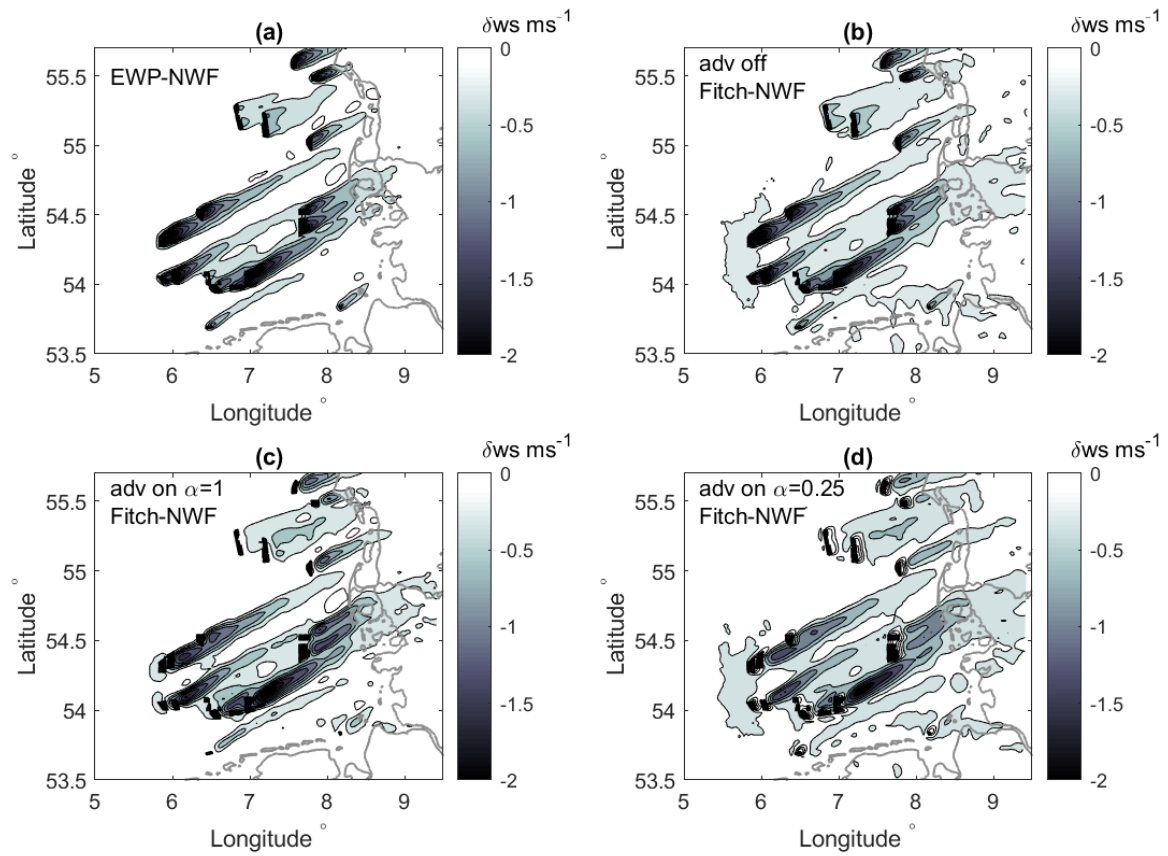 (a)
δws ms-1
EWP-NWF
Latitude °
55.5
55
54.5
54
53.5
5
6
7
8
9
Longitude °
0
-0.5
-1
-1.5
-2
(b)
δws ms-1
adv off
Fitch-NWF
Latitude °
55.5
55
54.5
54
53.5
5
6
7
8
9
Longitude °
0
-0.5
-1
-1.5
-2
(c)
δws ms-1
adv on α=1
Fitch-NWF
Latitude °
55.5
55
54.5
54
53.5
5
6
7
8
9
Longitude °
0
-0.5
-1
-1.5
-2
(d)
δws ms-1
adv on α=0.25
Fitch-NWF
Latitude °
55.5
55
54.5
54
53.5
5
6
7
8
9
Longitude °
0
-0.5
-1
-1.5
-2